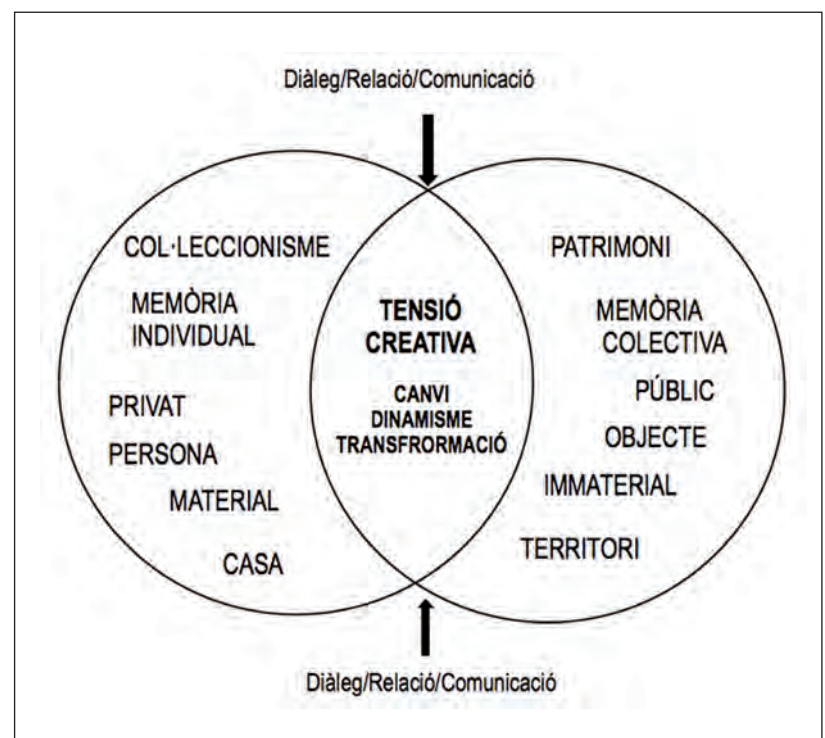 Diàleg/Relació/Comunicació
COL·LECCIONISME
MEMÒRIA
INDIVIDUAL
PRIVAT
PERSONA
MATERIAL
CASA
TENSIÓ
CREATIVA
CANVI
DINAMISME
TRANSFRORMACIÓ
PATRIMONI
MEMÒRIA
COLECTIVA
PÚBLIC
OBJECTE
IMMATERIAL
TERRITORI
Diàleg/Relació/Comunicació